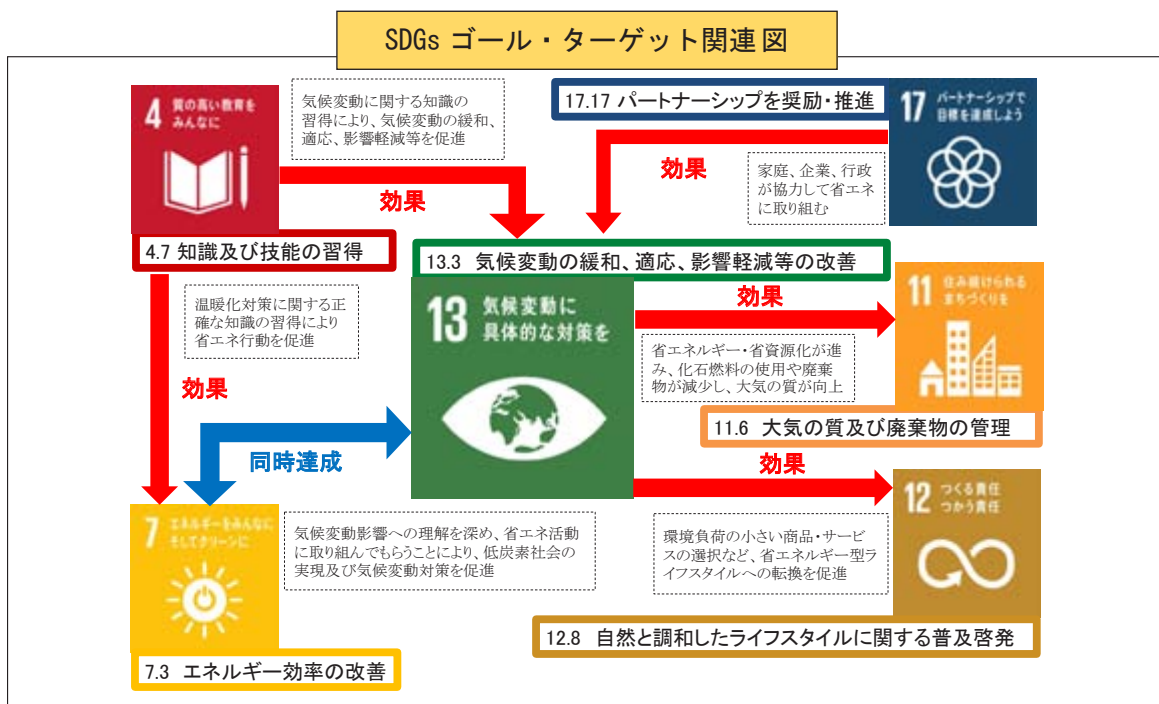 SDGs ゴール・ターゲット関連図
4 質の高い教育を
みんなに
気候変動に関する知識の
習得により、気候変動の緩和、
適応、影響軽減等を促進
効果
4.7 知識及び技能の習得
17.17 パートナーシップを奨励・推進
17 パートナーシップで
目標を達成しよう
効果
家庭、企業、行政
が協力して省エネ
に取り組む
13.3 気候変動の緩和、適応、影響軽減等の改善
13 気候変動に
具体的な対策を
温暖化対策に関する正
確な知識の習得により
省エネ行動を促進
効果
同時達成
効果
省エネルギー・省資源化が進
み、化石燃料の使用や廃棄
物が減少し、大気の質が向上
11 住み続けられる
まちづくりを
11.6 大気の質及び廃棄物の管理
7 エネルギーをみんなに
そしてクリーンに
気候変動影響への理解を深め、省エネ活動
に取り組んでもらうことにより、低炭素社会の
実現及び気候変動対策を促進
7.3 エネルギー効率の改善
効果
環境負荷の小さい商品・サービ
スの選択など、省エネルギー型ラ
イフスタイルへの転換を促進
12 つくる責任
つかう責任
12.8 自然と調和したライフスタイルに関する普及啓発